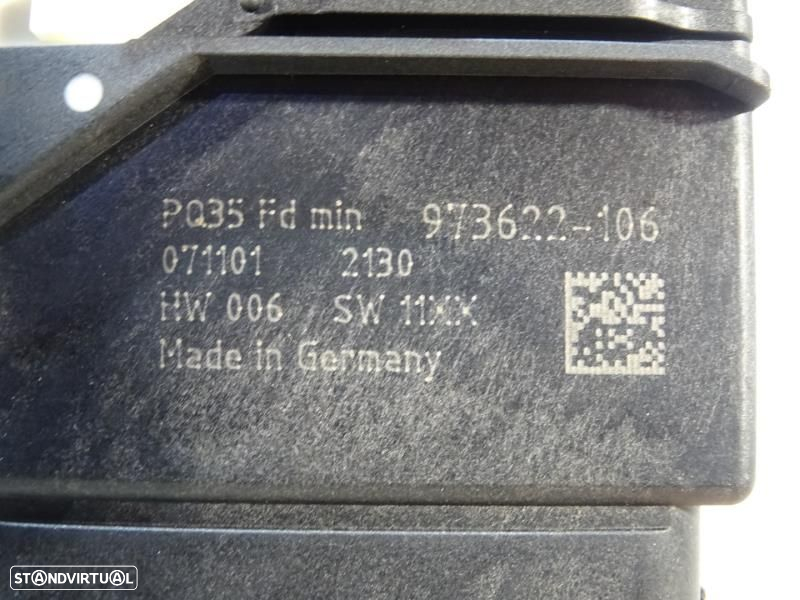 PQ35 Fd min 973622-106
071101 2130
HW 006 SW 11XX
Made in Germany
STANDVIRTUAL